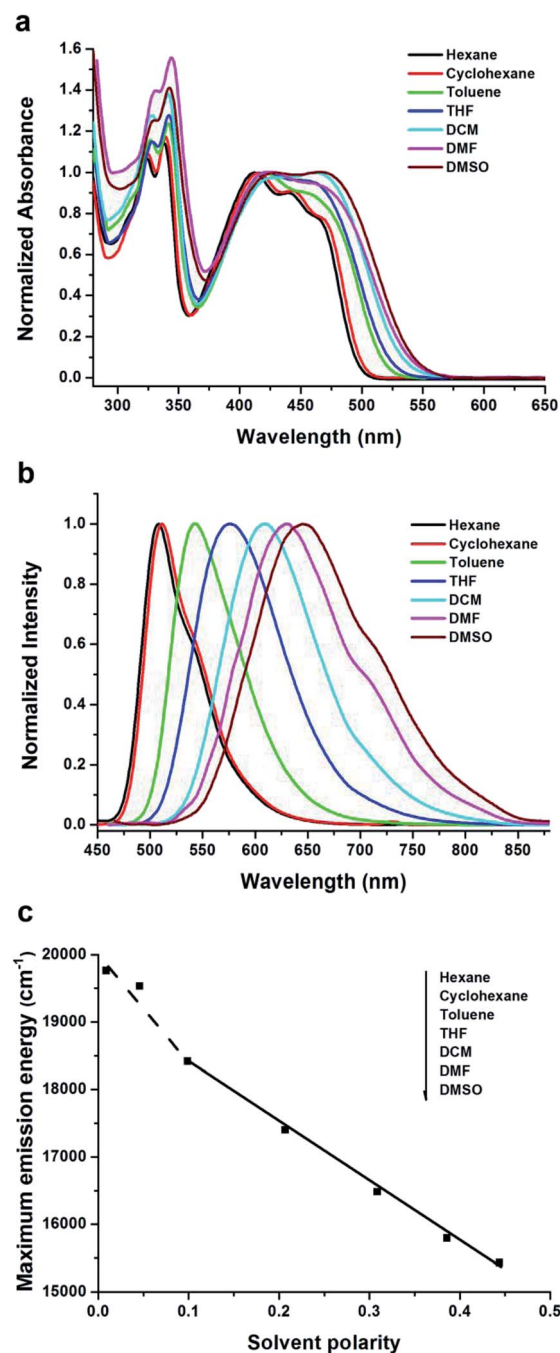 a
1.6
1.4
1.2
1.0
0.8
0.6
0.4
0.2
0.0
Normalized Absorbance
Hexane
Cyclohexane
Toluene
THF
DCM
DMF
DMSO
300 350 400 450 500 550 600 650
Wavelength (nm)
b
1.0
0.8
0.6
0.4
0.2
0.0
Normalized Intensity
Hexane
Cyclohexane
Toluene
THF
DCM
DMF
DMSO
450 500 550 600 650 700 750 800 850
Wavelength (nm)
c
20000
19000
18000
17000
16000
15000
Maximum emission energy (cm⁻¹)
Hexane
Cyclohexane
Toluene
THF
DCM
DMF
DMSO
0.0 0.1 0.2 0.3 0.4 0.5
Solvent polarity